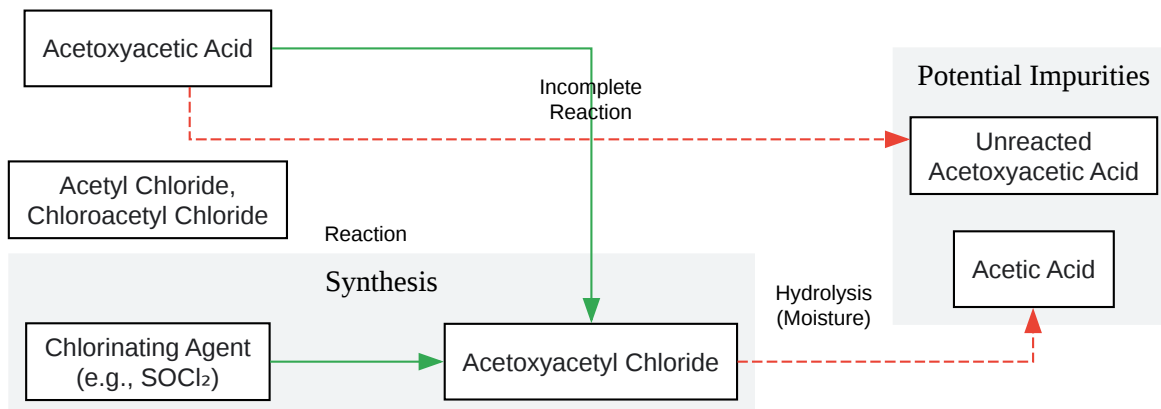 Acetoxyacetic Acid
Incomplete
Reaction
Potential Impurities
Unreacted
Acetoxyacetic Acid
Acetyl Chloride,
Chloroacetyl Chloride
Reaction
Synthesis
Acetic Acid
Hydrolysis
(Moisture)
Chlorinating Agent
(e.g., SOCl₂)
Acetoxyacetyl Chloride